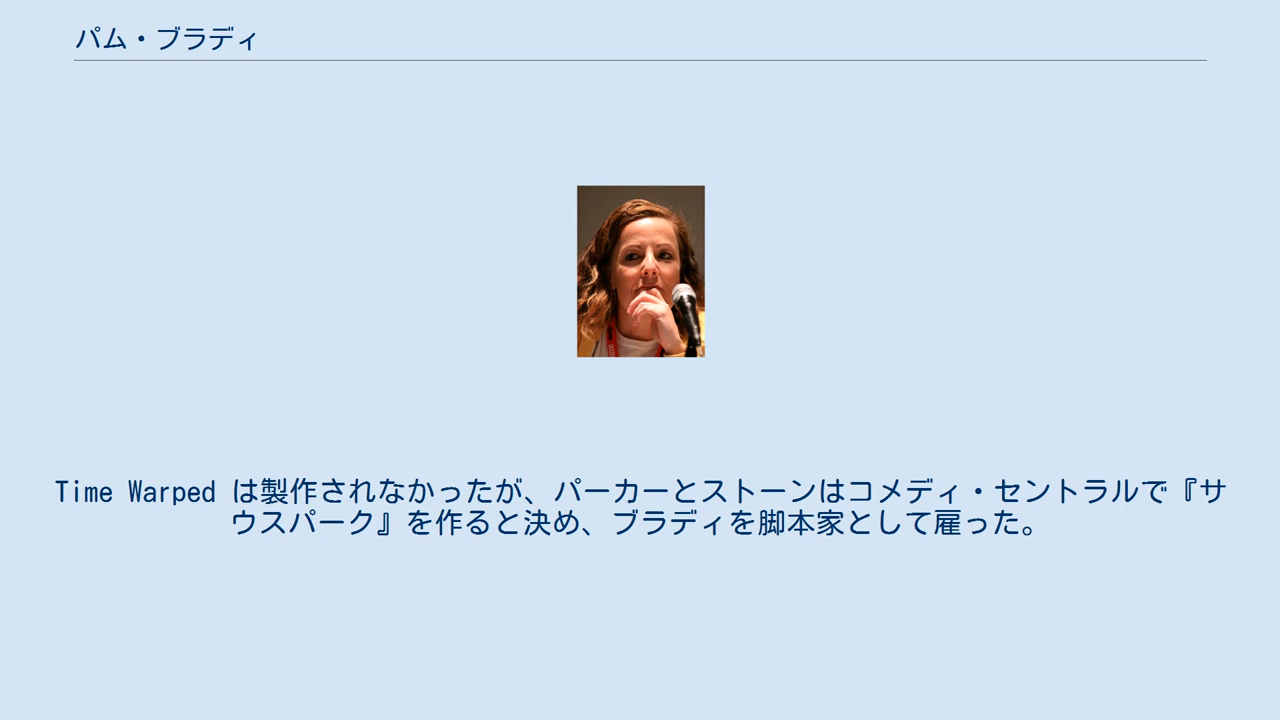 パム・ブラディ
Time Warped は製作されなかったが、パーカーとストーンはコメディ・セントラルで『サ
ウスパーク』を作ると決め、ブラディを脚本家として雇った。